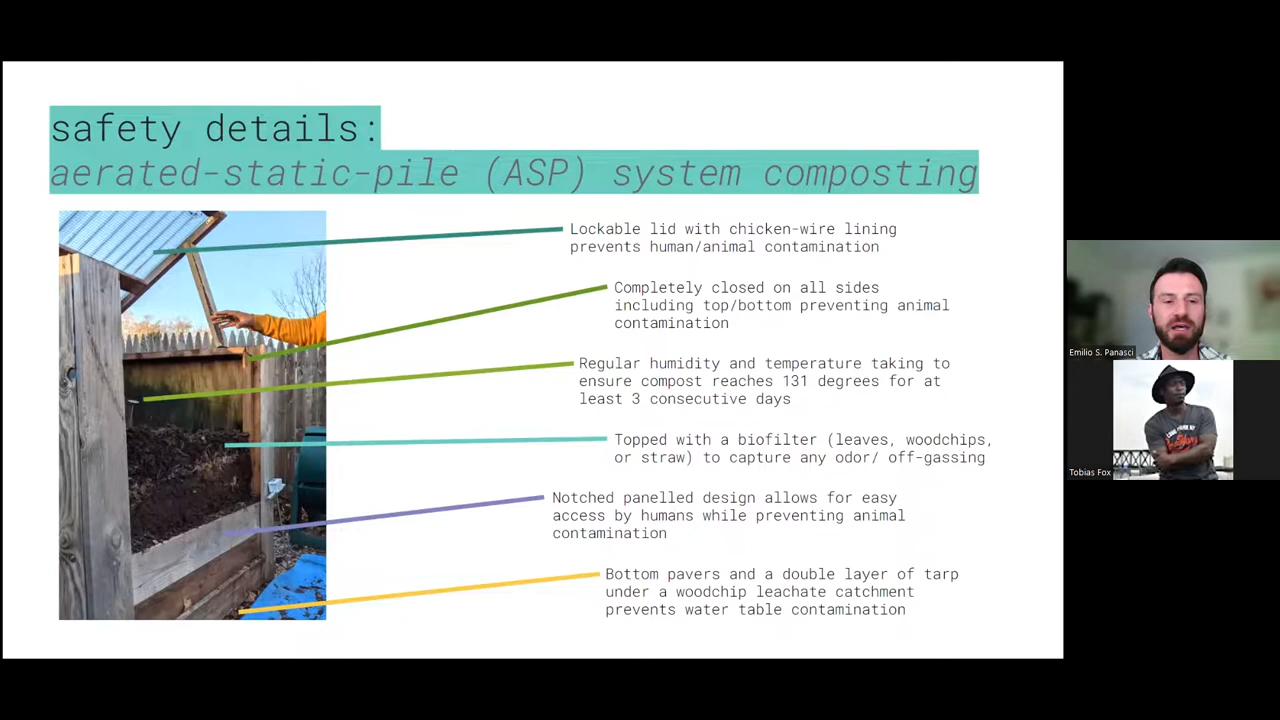 safety details:
aerated-static-pile (ASP) system composting
Lockable lid with chicken-wire lining
prevents human/animal contamination
Completely closed on all sides
including top/bottom preventing animal
contamination
Regular humidity and temperature taking to
ensure compost reaches 131 degrees for at
least 3 consecutive days
Topped with a biofilter (leaves, woodchips,
or straw) to capture any odor/ off-gassing
Notched panelled design allows for easy
access by humans while preventing animal
contamination
Bottom pavers and a double layer of tarp
under a woodchip leachate catchment
prevents water table contamination
Emilio S. Panasci
Tobias Fox